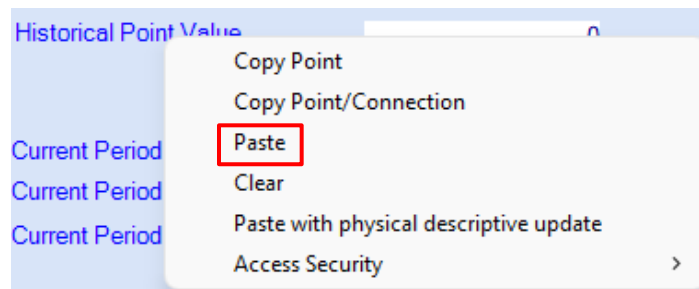 Historical Point Value 0
Copy Point
Copy Point/Connection
Current Period Paste
Current Period Clear
Current Period Paste with physical descriptive update
Access Security >